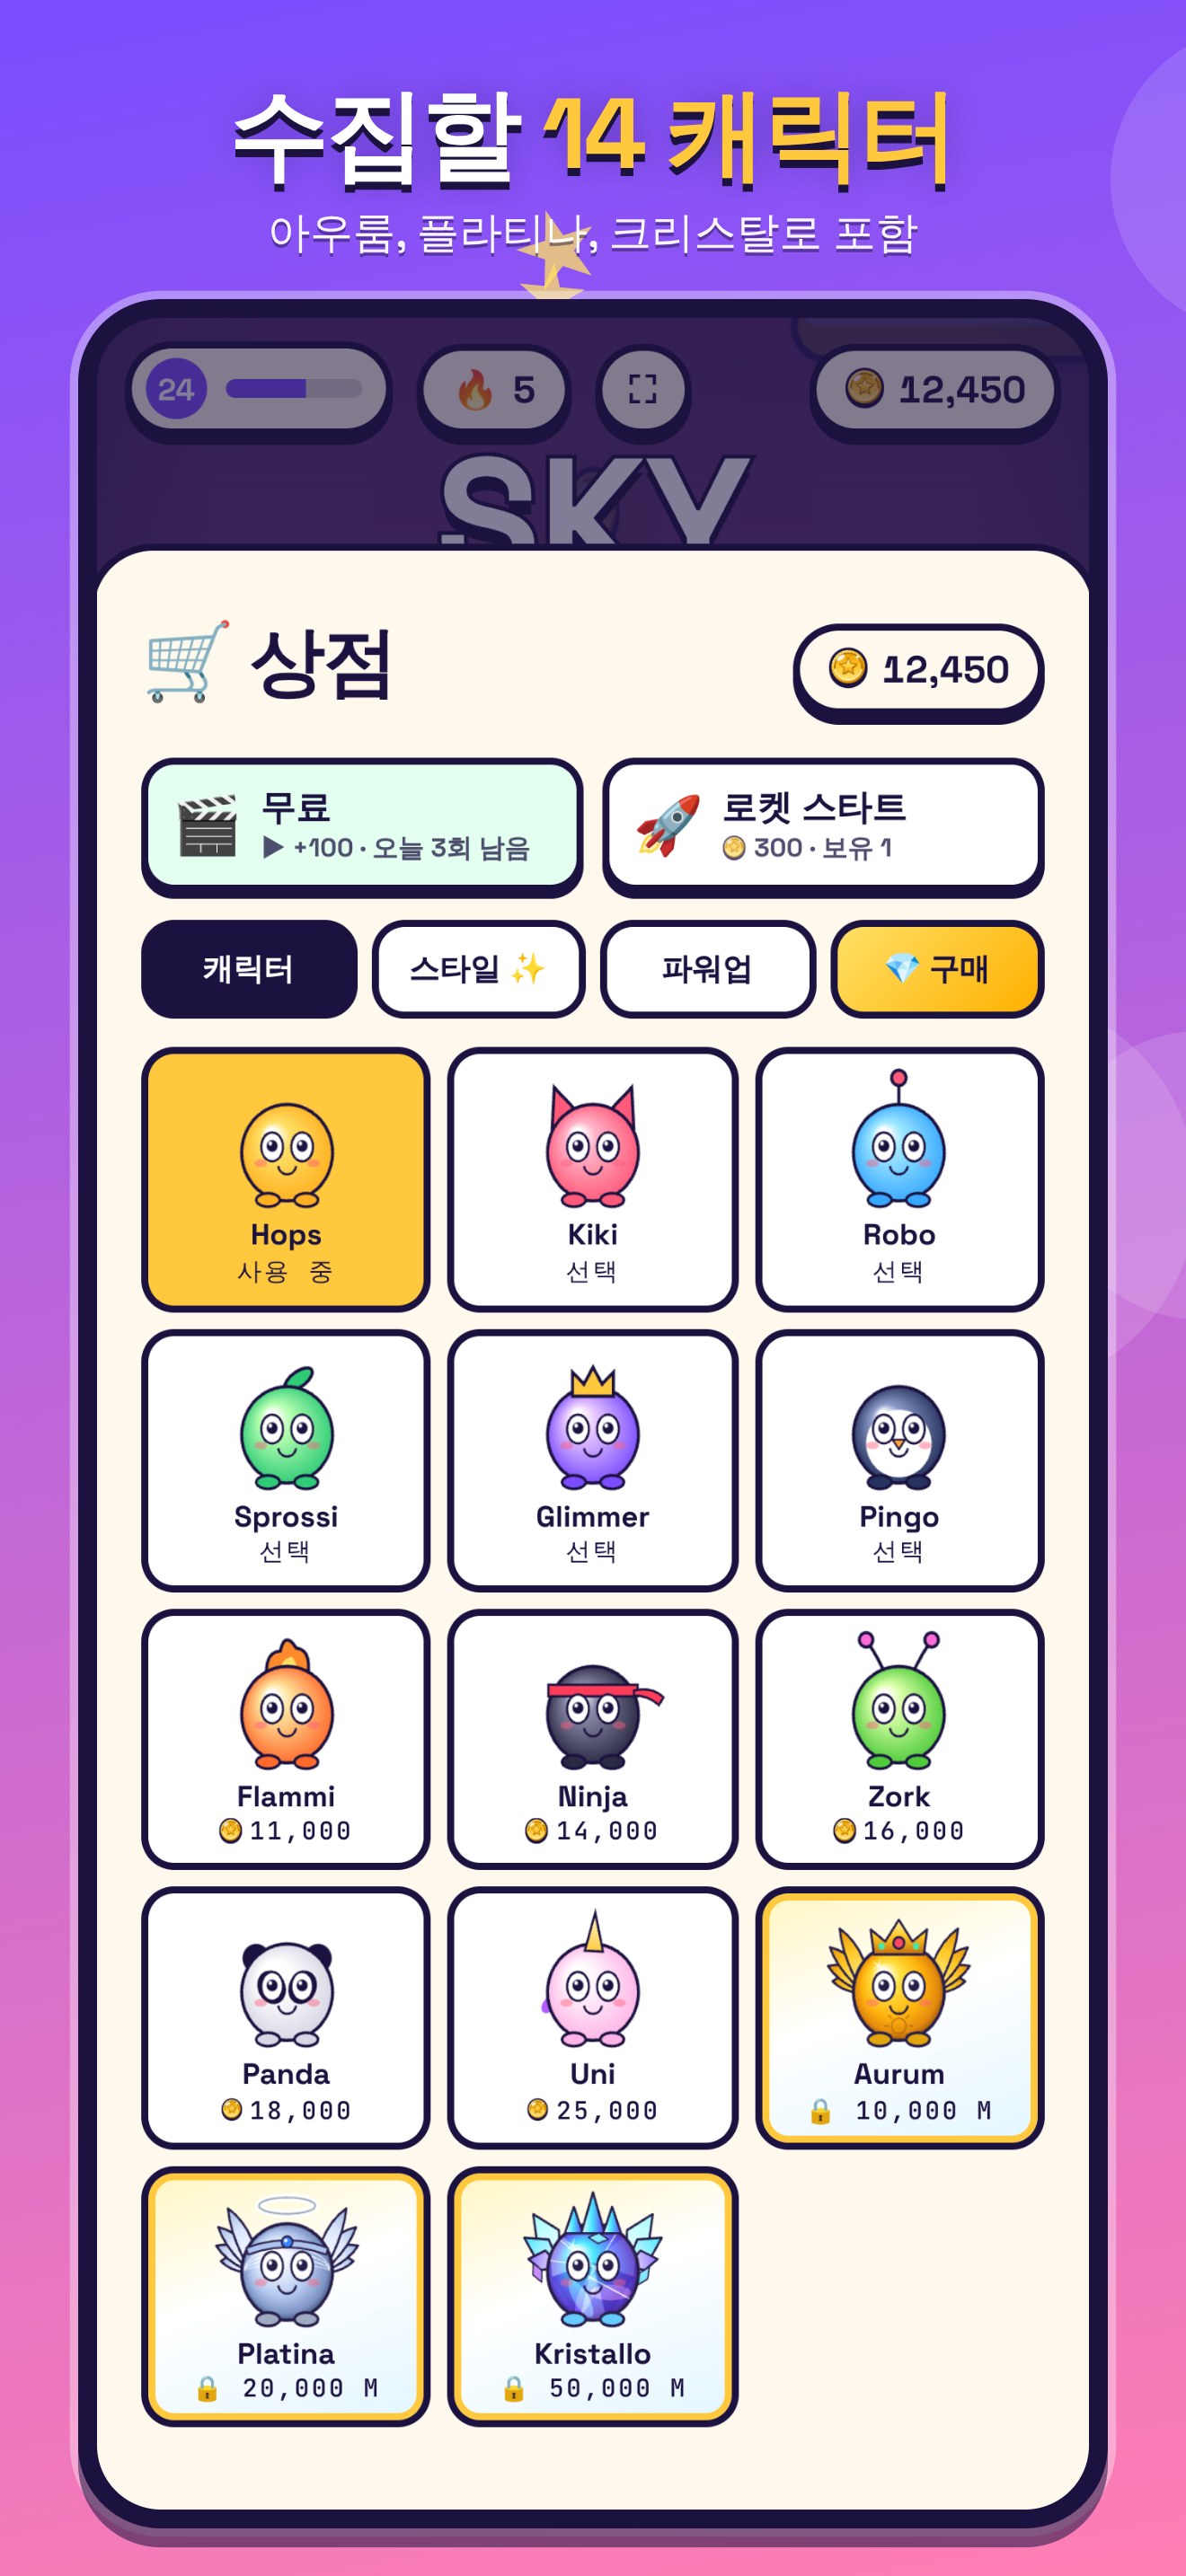 수집할 14 캐릭터
아우룸, 플라티나, 크리스탈로 포함
24
5
12,450
SKY
상점
12,450
무료
▶ +100 · 오늘 3회 남음
로켓 스타트
300 · 보유 1
캐릭터
스타일
파워업
구매
Hops
사용 중
Kiki
선택
Robo
선택
Sprossi
선택
Glimmer
선택
Pingo
선택
Flammi
11,000
Ninja
14,000
Zork
16,000
Panda
18,000
Uni
25,000
Aurum
10,000 M
Platina
20,000 M
Kristallo
50,000 M